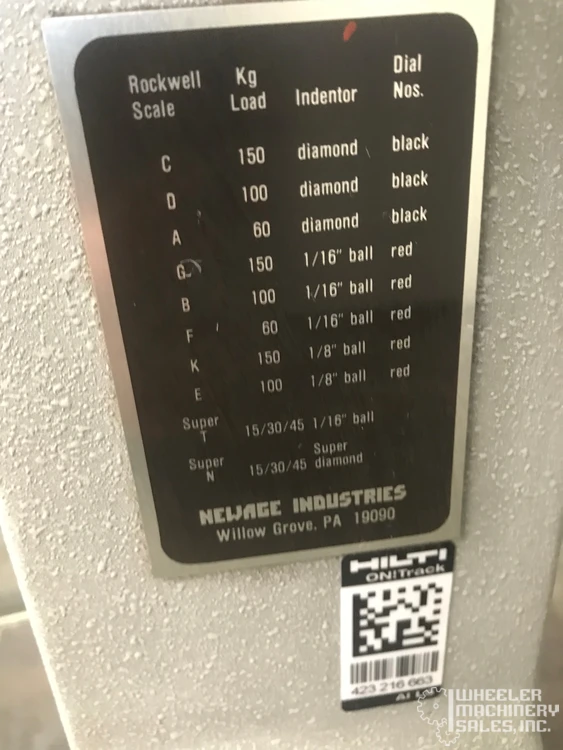 Rockwell Scale Kg Load Indentor Dial Nos.
C 150 diamond black
D 100 diamond black
A 60 diamond black
G 150 1/16" ball red
B 100 1/16" ball red
F 60 1/16" ball red
K 150 1/8" ball red
E 100 1/8" ball red
Super T 15/30/45 1/16" ball
Super N 15/30/45 Super diamond
NEWAGE INDUSTRIES
Willow Grove, PA 19090
HILTI
ON!Track
423 216 663
WHEELER
MACHINERY
SALES, INC.